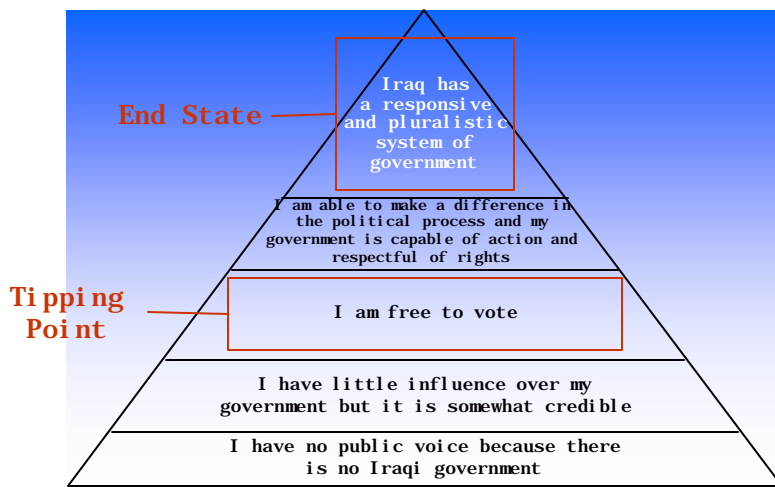 Iraq has
a responsive
and pluralistic
system of
government
End State
I am able to make a difference in
the political process and my
government is capable of action and
respectful of rights
Tipping
Point
I am free to vote
I have little influence over my
government but it is somewhat credible
I have no public voice because there
is no Iraqi government